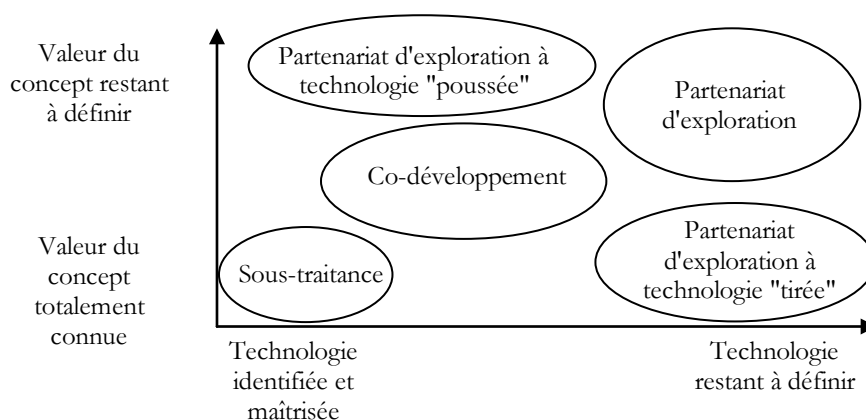 Valeur du
concept restant
à définir
Partenariat d'exploration à
technologie "poussée"
Partenariat
d'exploration
Co-développement
Valeur du
concept
totalement
connue
Sous-traitance
Partenariat
d'exploration à
technologie "tirée"
Technologie
identifiée et
maîtrisée
Technologie
restant à définir